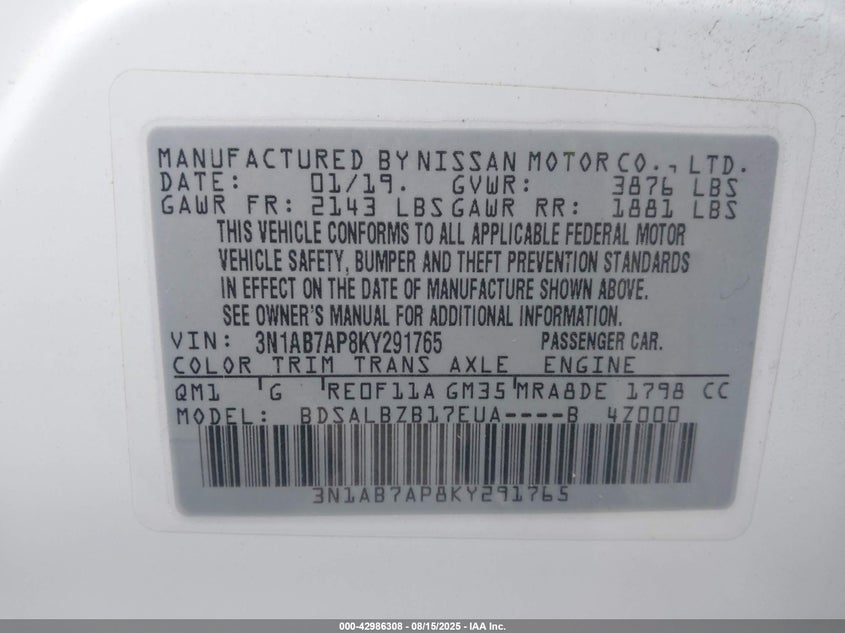 MANUFACTURED BY NISSAN MOTOR CO., LTD.
DATE: 01/19. GVWR: 3876 LBS
GAWR FR: 2143 LBS GAWR RR: 1881 LBS
THIS VEHICLE CONFORMS TO ALL APPLICABLE FEDERAL MOTOR
VEHICLE SAFETY, BUMPER AND THEFT PREVENTION STANDARDS
IN EFFECT ON THE DATE OF MANUFACTURE SHOWN ABOVE.
SEE OWNER'S MANUAL FOR ADDITIONAL INFORMATION.
VIN: 3N1AB7AP8KY291765 PASSENGER CAR.
COLOR TRIM TRANS AXLE ENGINE
QM1 G RE0F11A GM35 MRA8DE 1798 CC
MODEL: BDSALBZB17EUA----B 4Z000
3N1AB7AP8KY291765
000-42986308 - 08/15/2025 - IAA Inc.